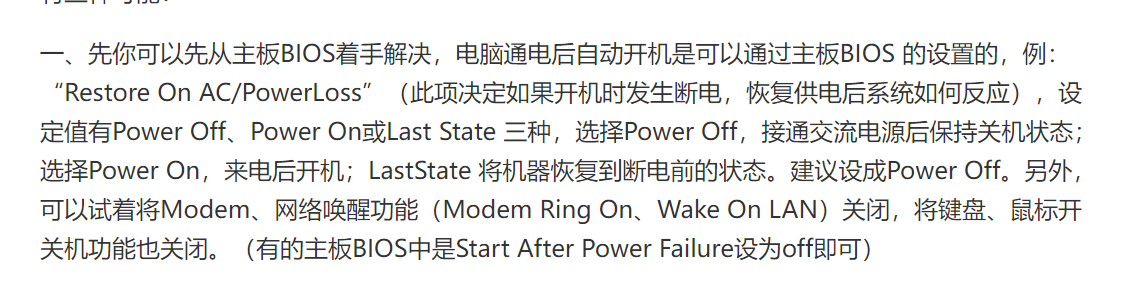 一、先你可以先从主板BIOS着手解决，电脑通电后自动开机是可以通过主板BIOS 的设置的，例：
“Restore On AC/PowerLoss”（此项决定如果开机时发生断电，恢复供电后系统如何反应），设
定值有Power Off、Power On或Last State 三种，选择Power Off，接通交流电源后保持关机状态；
选择Power On，来电后开机；LastState 将机器恢复到断电前的状态。建议设成Power Off。另外，
可以试着将Modem、网络唤醒功能（Modem Ring On、Wake On LAN）关闭，将键盘、鼠标开
关机功能也关闭。（有的主板BIOS中是Start After Power Failure设为off即可）